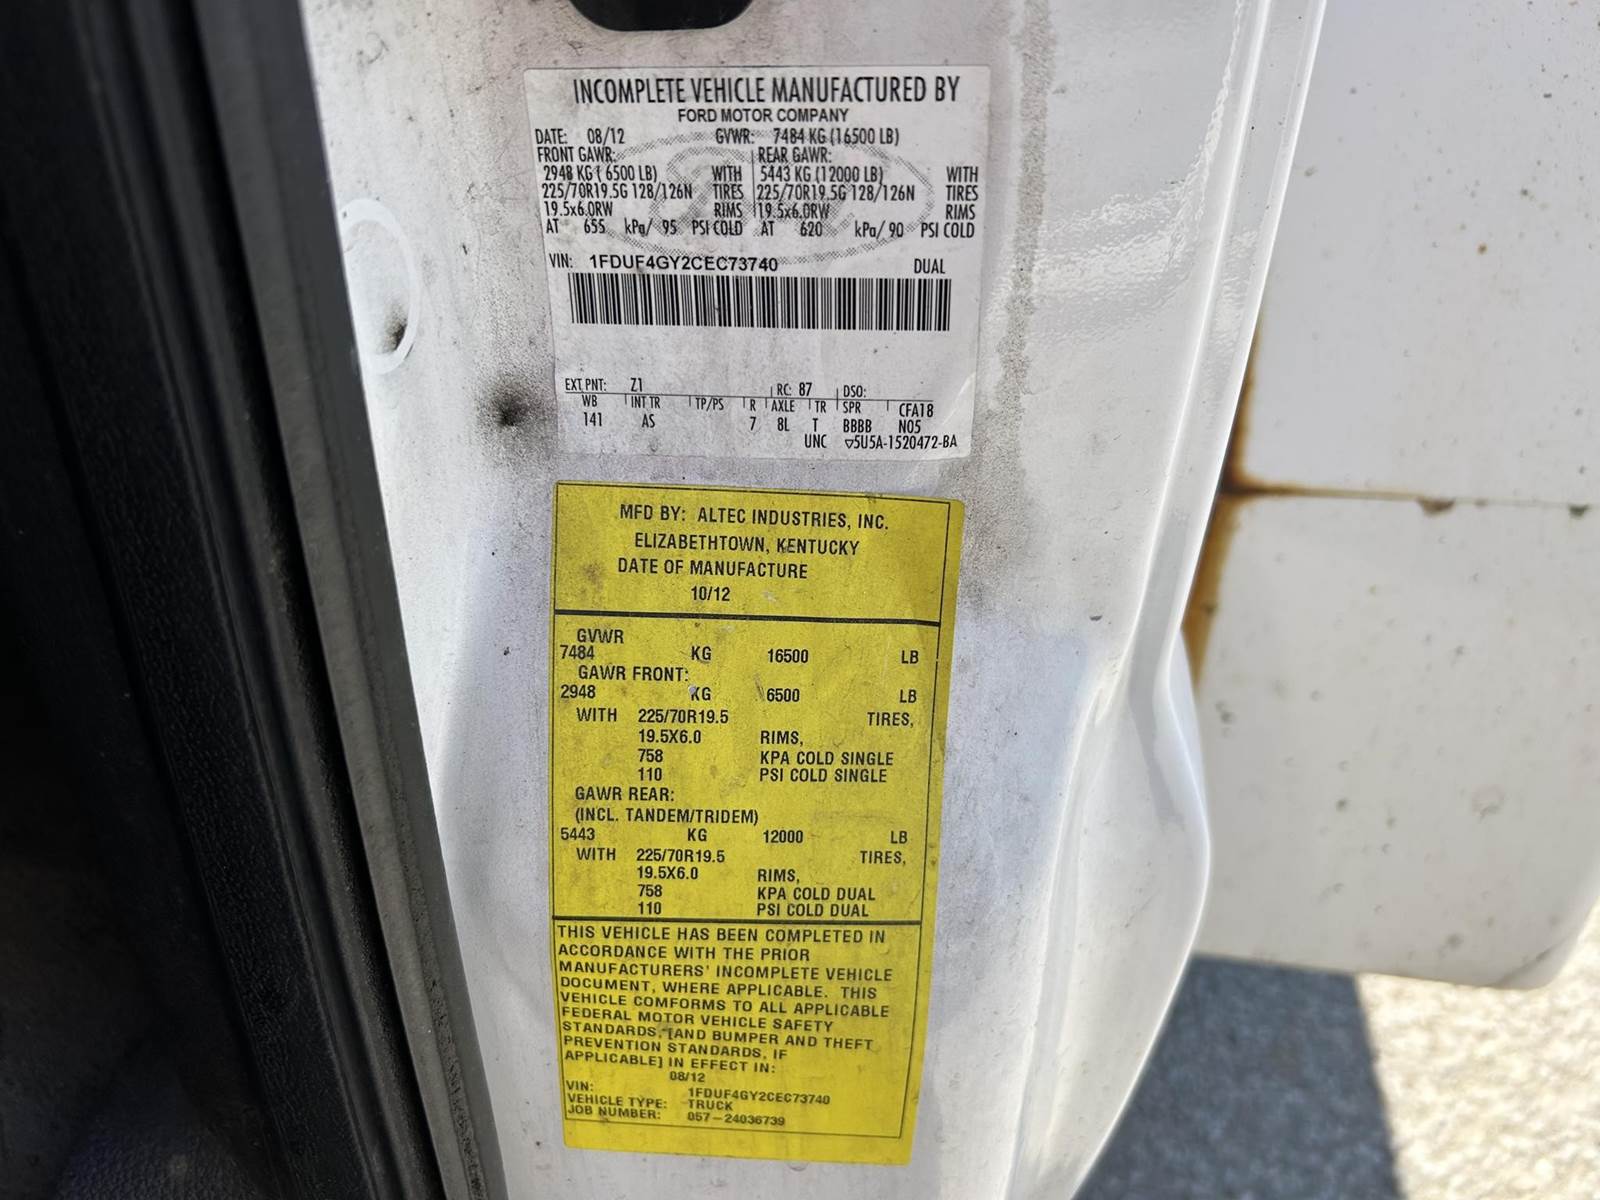 INCOMPLETE VEHICLE MANUFACTURED BY
FORD MOTOR COMPANY
DATE: 08/12 GVWR: 7484 KG (16500 LB)
FRONT GAWR: REAR GAWR:
2948 KG ( 6500 LB) WITH 5443 KG (12000 LB) WITH
225/70R19.5G 128/126N TIRES 225/70R19.5G 128/126N TIRES
19.5x6.0RW RIMS 19.5x6.0RW RIMS
AT 655 kPa/ 95 PSI COLD AT 620 kPa/ 90 PSI COLD
VIN: 1FDUF4GY2CEC73740 DUAL
EXT PNT: Z1 RC: 87 DSO:
WB INT TR TP/PS R AXLE TR SPR CFA18
141 AS 7 8L T BBBB N05
UNC ▽5U5A-1520472-BA
MFD BY: ALTEC INDUSTRIES, INC.
ELIZABETHTOWN, KENTUCKY
DATE OF MANUFACTURE
10/12
GVWR
7484 KG 16500 LB
GAWR FRONT:
2948 KG 6500 LB
WITH 225/70R19.5 TIRES,
19.5X6.0 RIMS,
758 KPA COLD SINGLE
110 PSI COLD SINGLE
GAWR REAR:
(INCL. TANDEM/TRIDEM)
5443 KG 12000 LB
WITH 225/70R19.5 TIRES,
19.5X6.0 RIMS,
758 KPA COLD DUAL
110 PSI COLD DUAL
THIS VEHICLE HAS BEEN COMPLETED IN
ACCORDANCE WITH THE PRIOR
MANUFACTURERS' INCOMPLETE VEHICLE
DOCUMENT, WHERE APPLICABLE. THIS
VEHICLE COMFORMS TO ALL APPLICABLE
FEDERAL MOTOR VEHICLE SAFETY
STANDARDS, [AND BUMPER AND THEFT
PREVENTION STANDARDS, IF
APPLICABLE] IN EFFECT IN:
08/12
VIN: 1FDUF4GY2CEC73740
VEHICLE TYPE: TRUCK
JOB NUMBER: 057-24036739